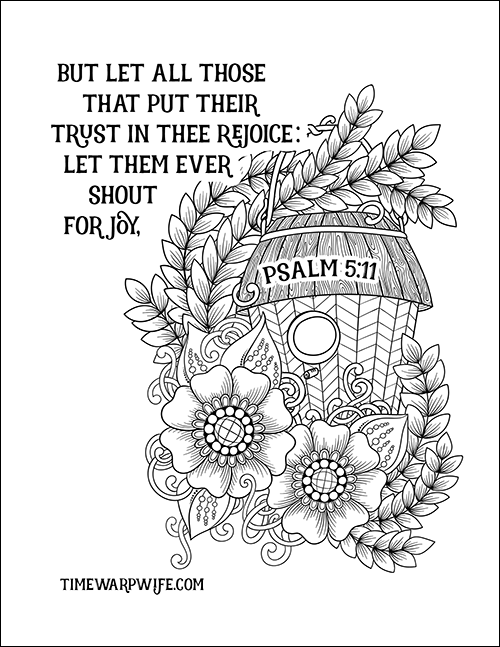 BUT LET ALL THOSE
THAT PUT THEIR
TRUST IN THEE REJOICE:
LET THEM EVER
SHOUT
FOR JOY,
PSALM 5:11
TIMEWARPWIFE.COM